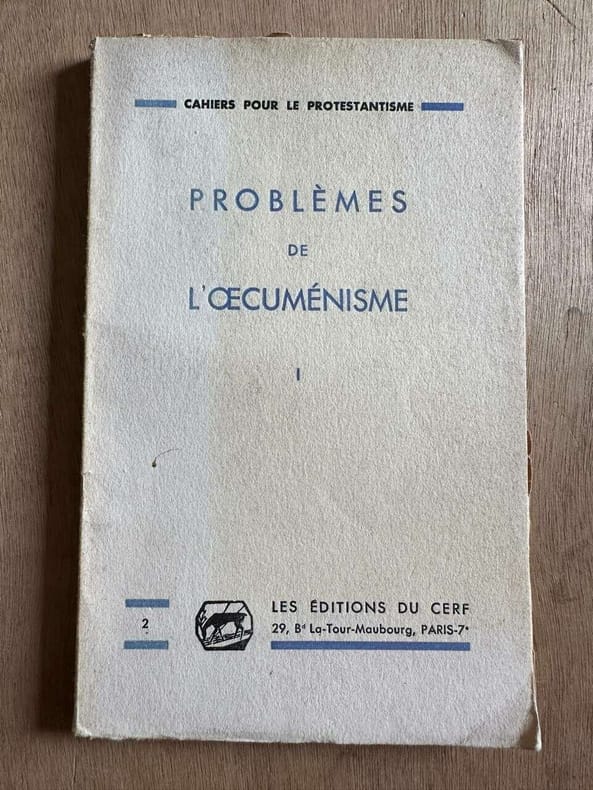 CAHIERS POUR LE PROTESTANTISME
PROBLÈMES
DE
L'ŒCUMÉNISME
I
2
LES ÉDITIONS DU CERF
29, Bd La-Tour-Maubourg, PARIS-7e